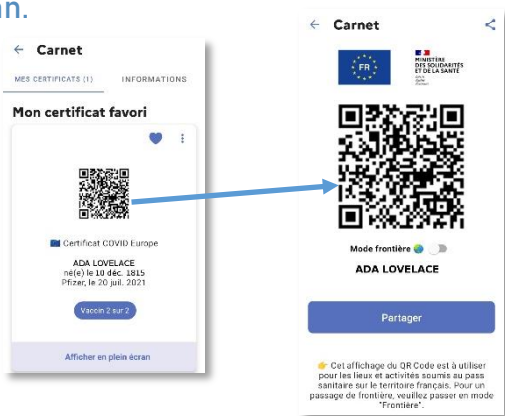 an.
← Carnet
MES CERTIFICATS (1) INFORMATIONS
Mon certificat favori
Certificat COVID Europe
ADA LOVELACE
né(e) le 10 déc. 1815
Pfizer, le 20 juil. 2021
Vaccin 2 sur 2
Afficher en plein écran
← Carnet
FR
MINISTÈRE
DES SOLIDARITÉS
ET DE LA SANTÉ
Mode frontière
ADA LOVELACE
Partager
Cet affichage du QR Code est à utiliser
pour les lieux et activités soumis au pass
sanitaire sur le territoire français. Pour un
passage de frontière, veuillez passer en mode
"Frontière".